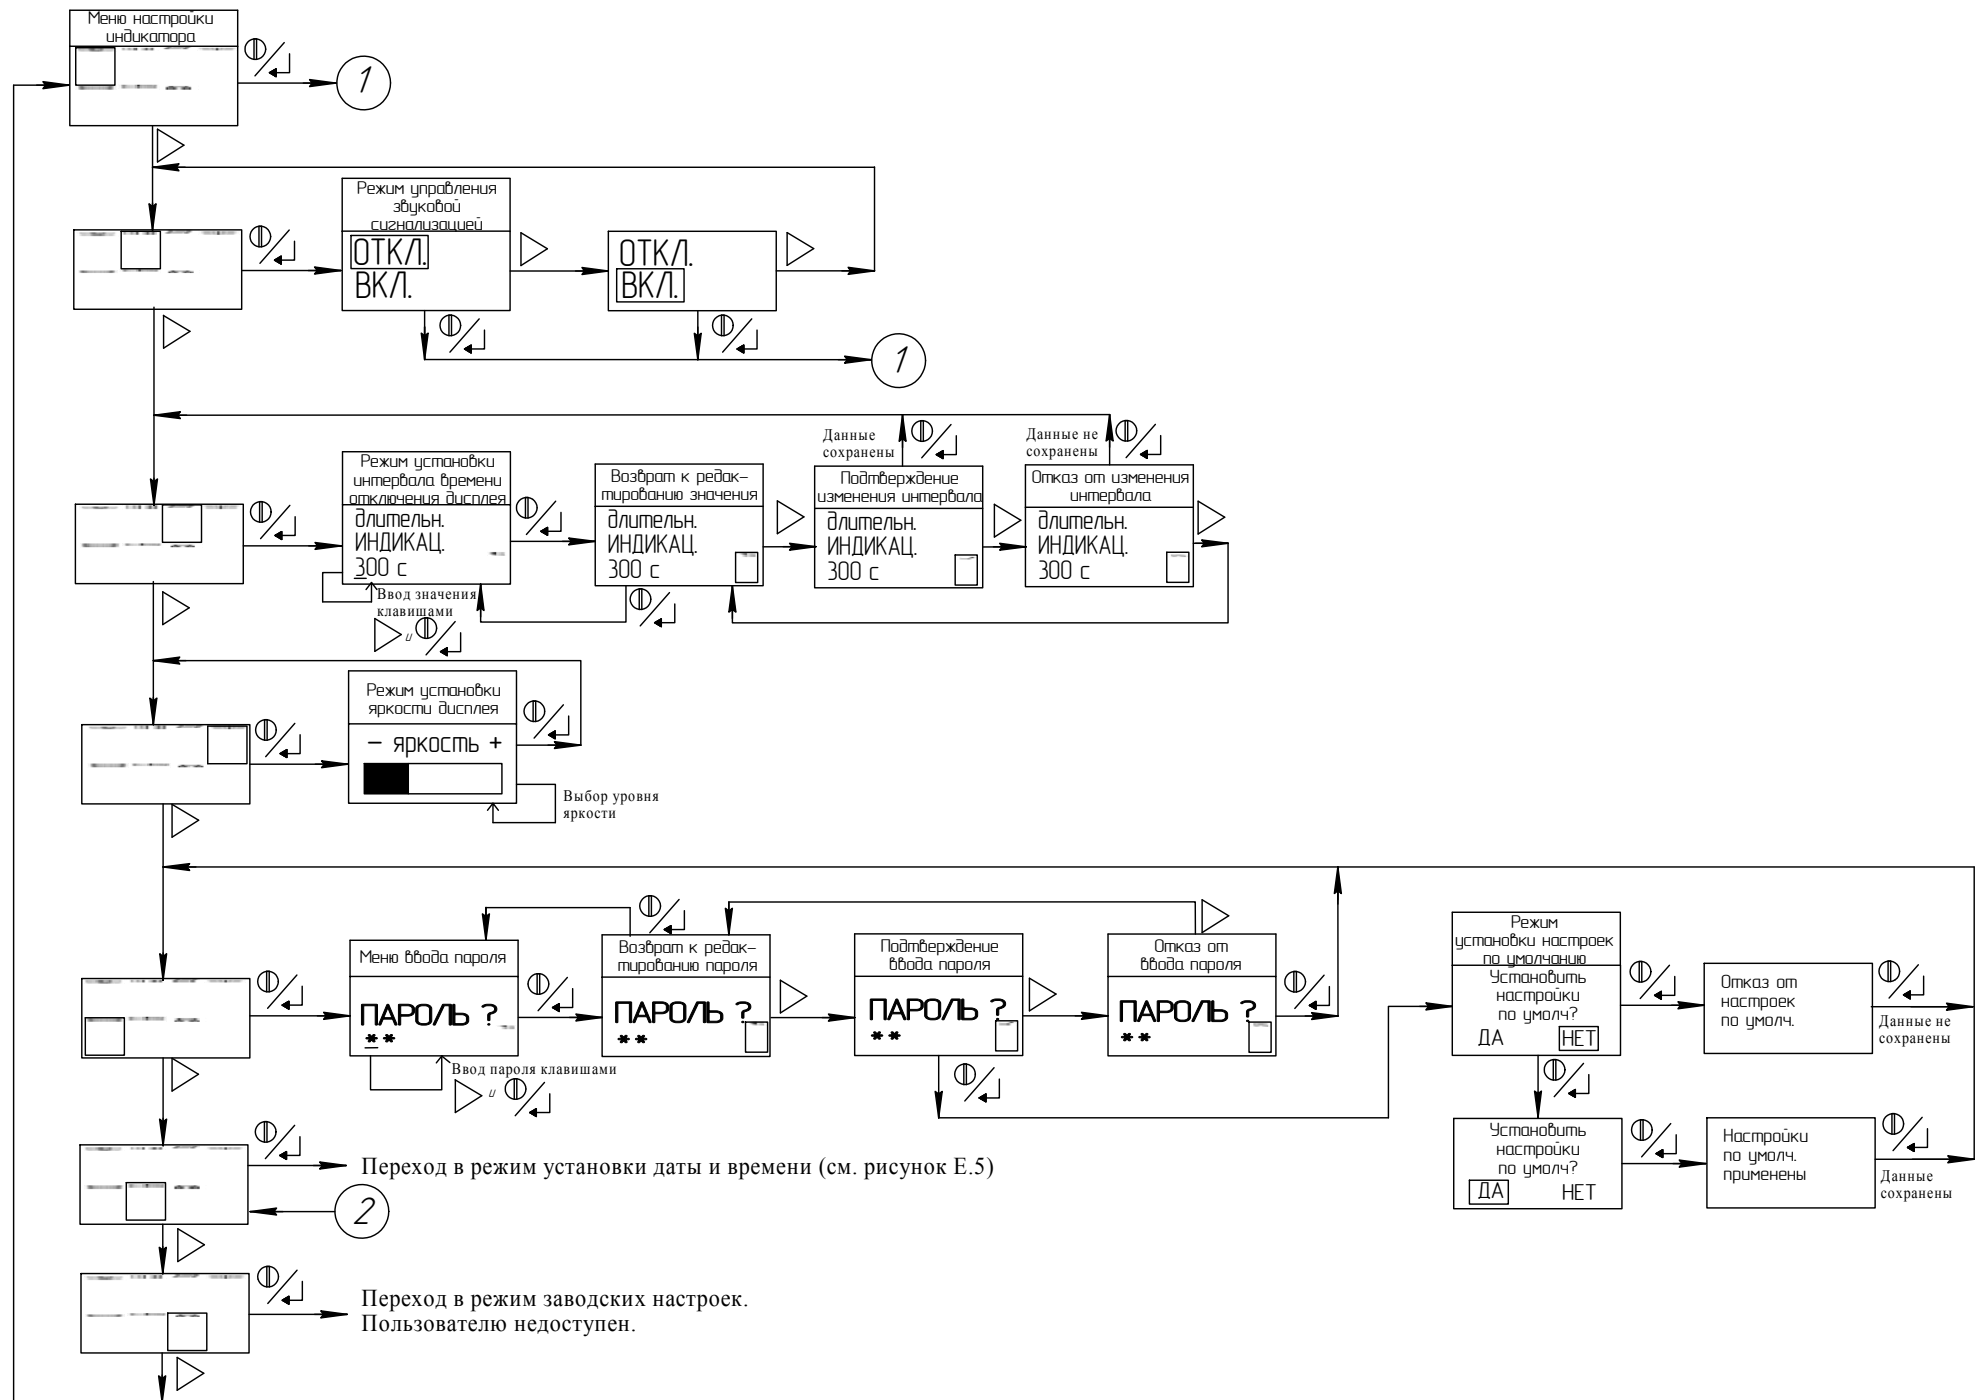 Меню настройки
индикатора
1
Режим управления
звуковой
сигнализацией
ОТКЛ.
ВКЛ.
ОТКЛ.
ВКЛ.
1
Данные
сохранены
Данные не
сохранены
Режим установки
интервала времени
отключения дисплея
длительн.
ИНДИКАЦ.
300 с
Возврат к редак-
тированию значения
длительн.
ИНДИКАЦ.
300 с
Подтверждение
изменения интервала
длительн.
ИНДИКАЦ.
300 с
Отказ от изменения
интервала
длительн.
ИНДИКАЦ.
300 с
Ввод значения
клавишами
и
Режим установки
яркости дисплея
– яркость +
Выбор уровня
яркости
Меню ввода пароля
ПАРОЛЬ ?
**
Возврат к редак-
тированию пароля
ПАРОЛЬ ?
**
Подтверждение
ввода пароля
ПАРОЛЬ ?
**
Отказ от
ввода пароля
ПАРОЛЬ ?
**
Ввод пароля клавишами
и
Режим
установки настроек
по умолчанию
Установить
настройки
по умолч?
ДА НЕТ
Отказ от
настроек
по умолч.
Данные не
сохранены
Установить
настройки
по умолч?
ДА НЕТ
Настройки
по умолч.
применены
Данные
сохранены
Переход в режим установки даты и времени (см. рисунок Е.5)
2
Переход в режим заводских настроек.
Пользователю недоступен.